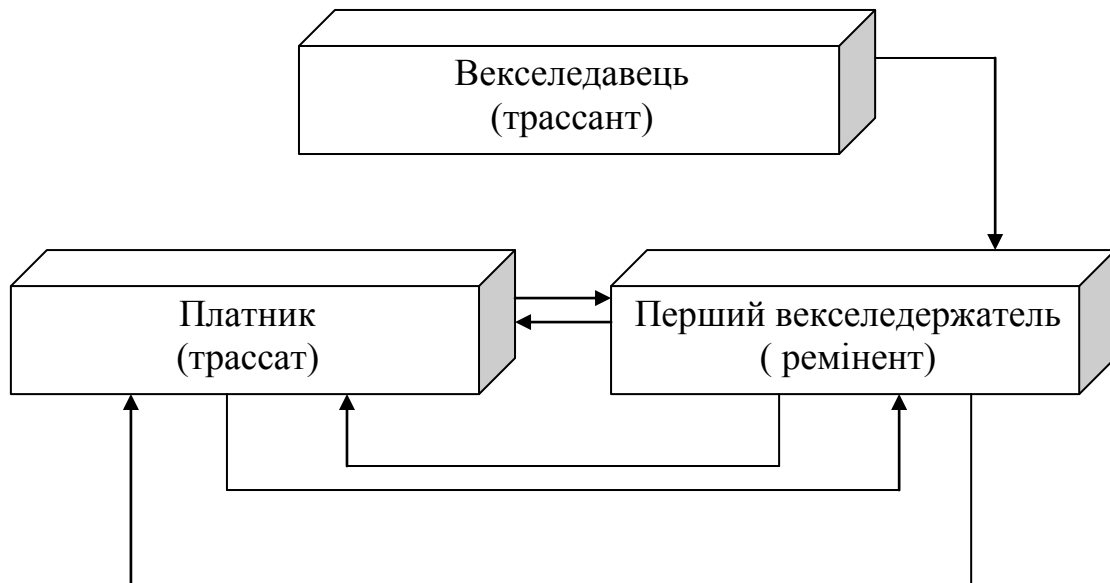 Векселедавець
(трассант)
Платник
(трассат)
Перший векселедержатель
( ремінент)